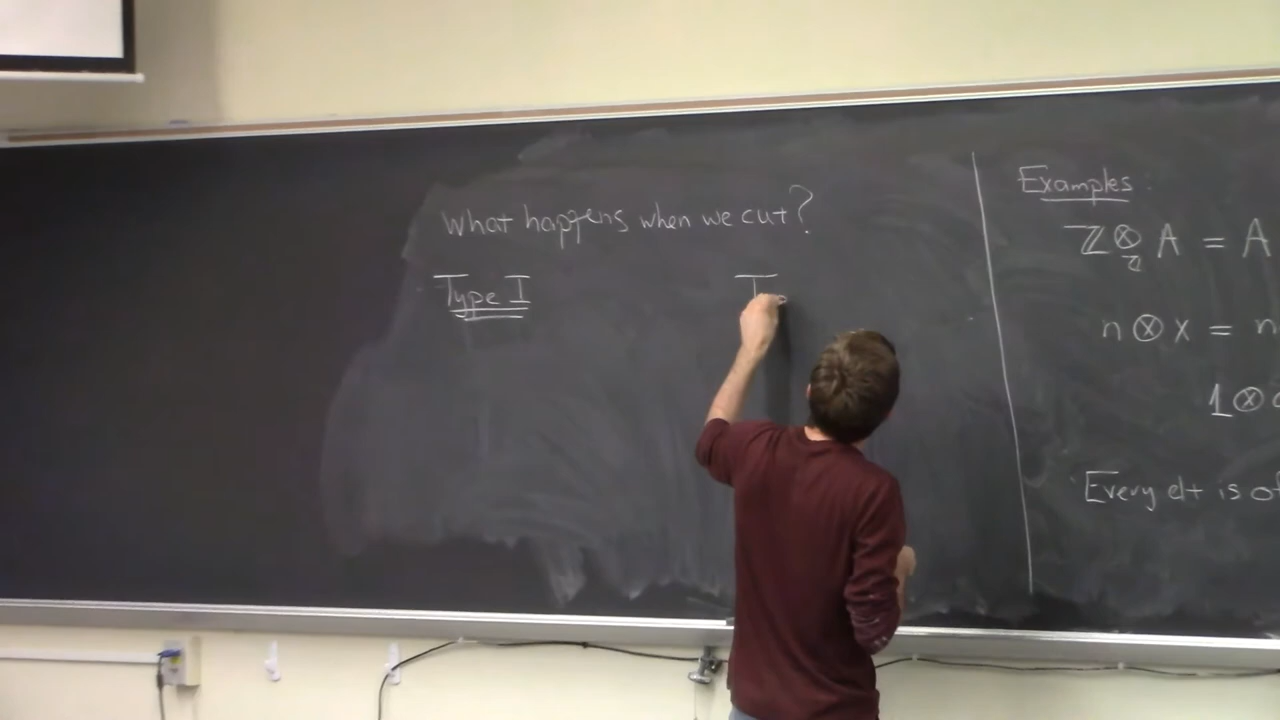 What happens when we cut?
Type I T
Examples:
ℤ ⊗ A = A
ℤ
n ⊗ x = n
1 ⊗
Every elt is of